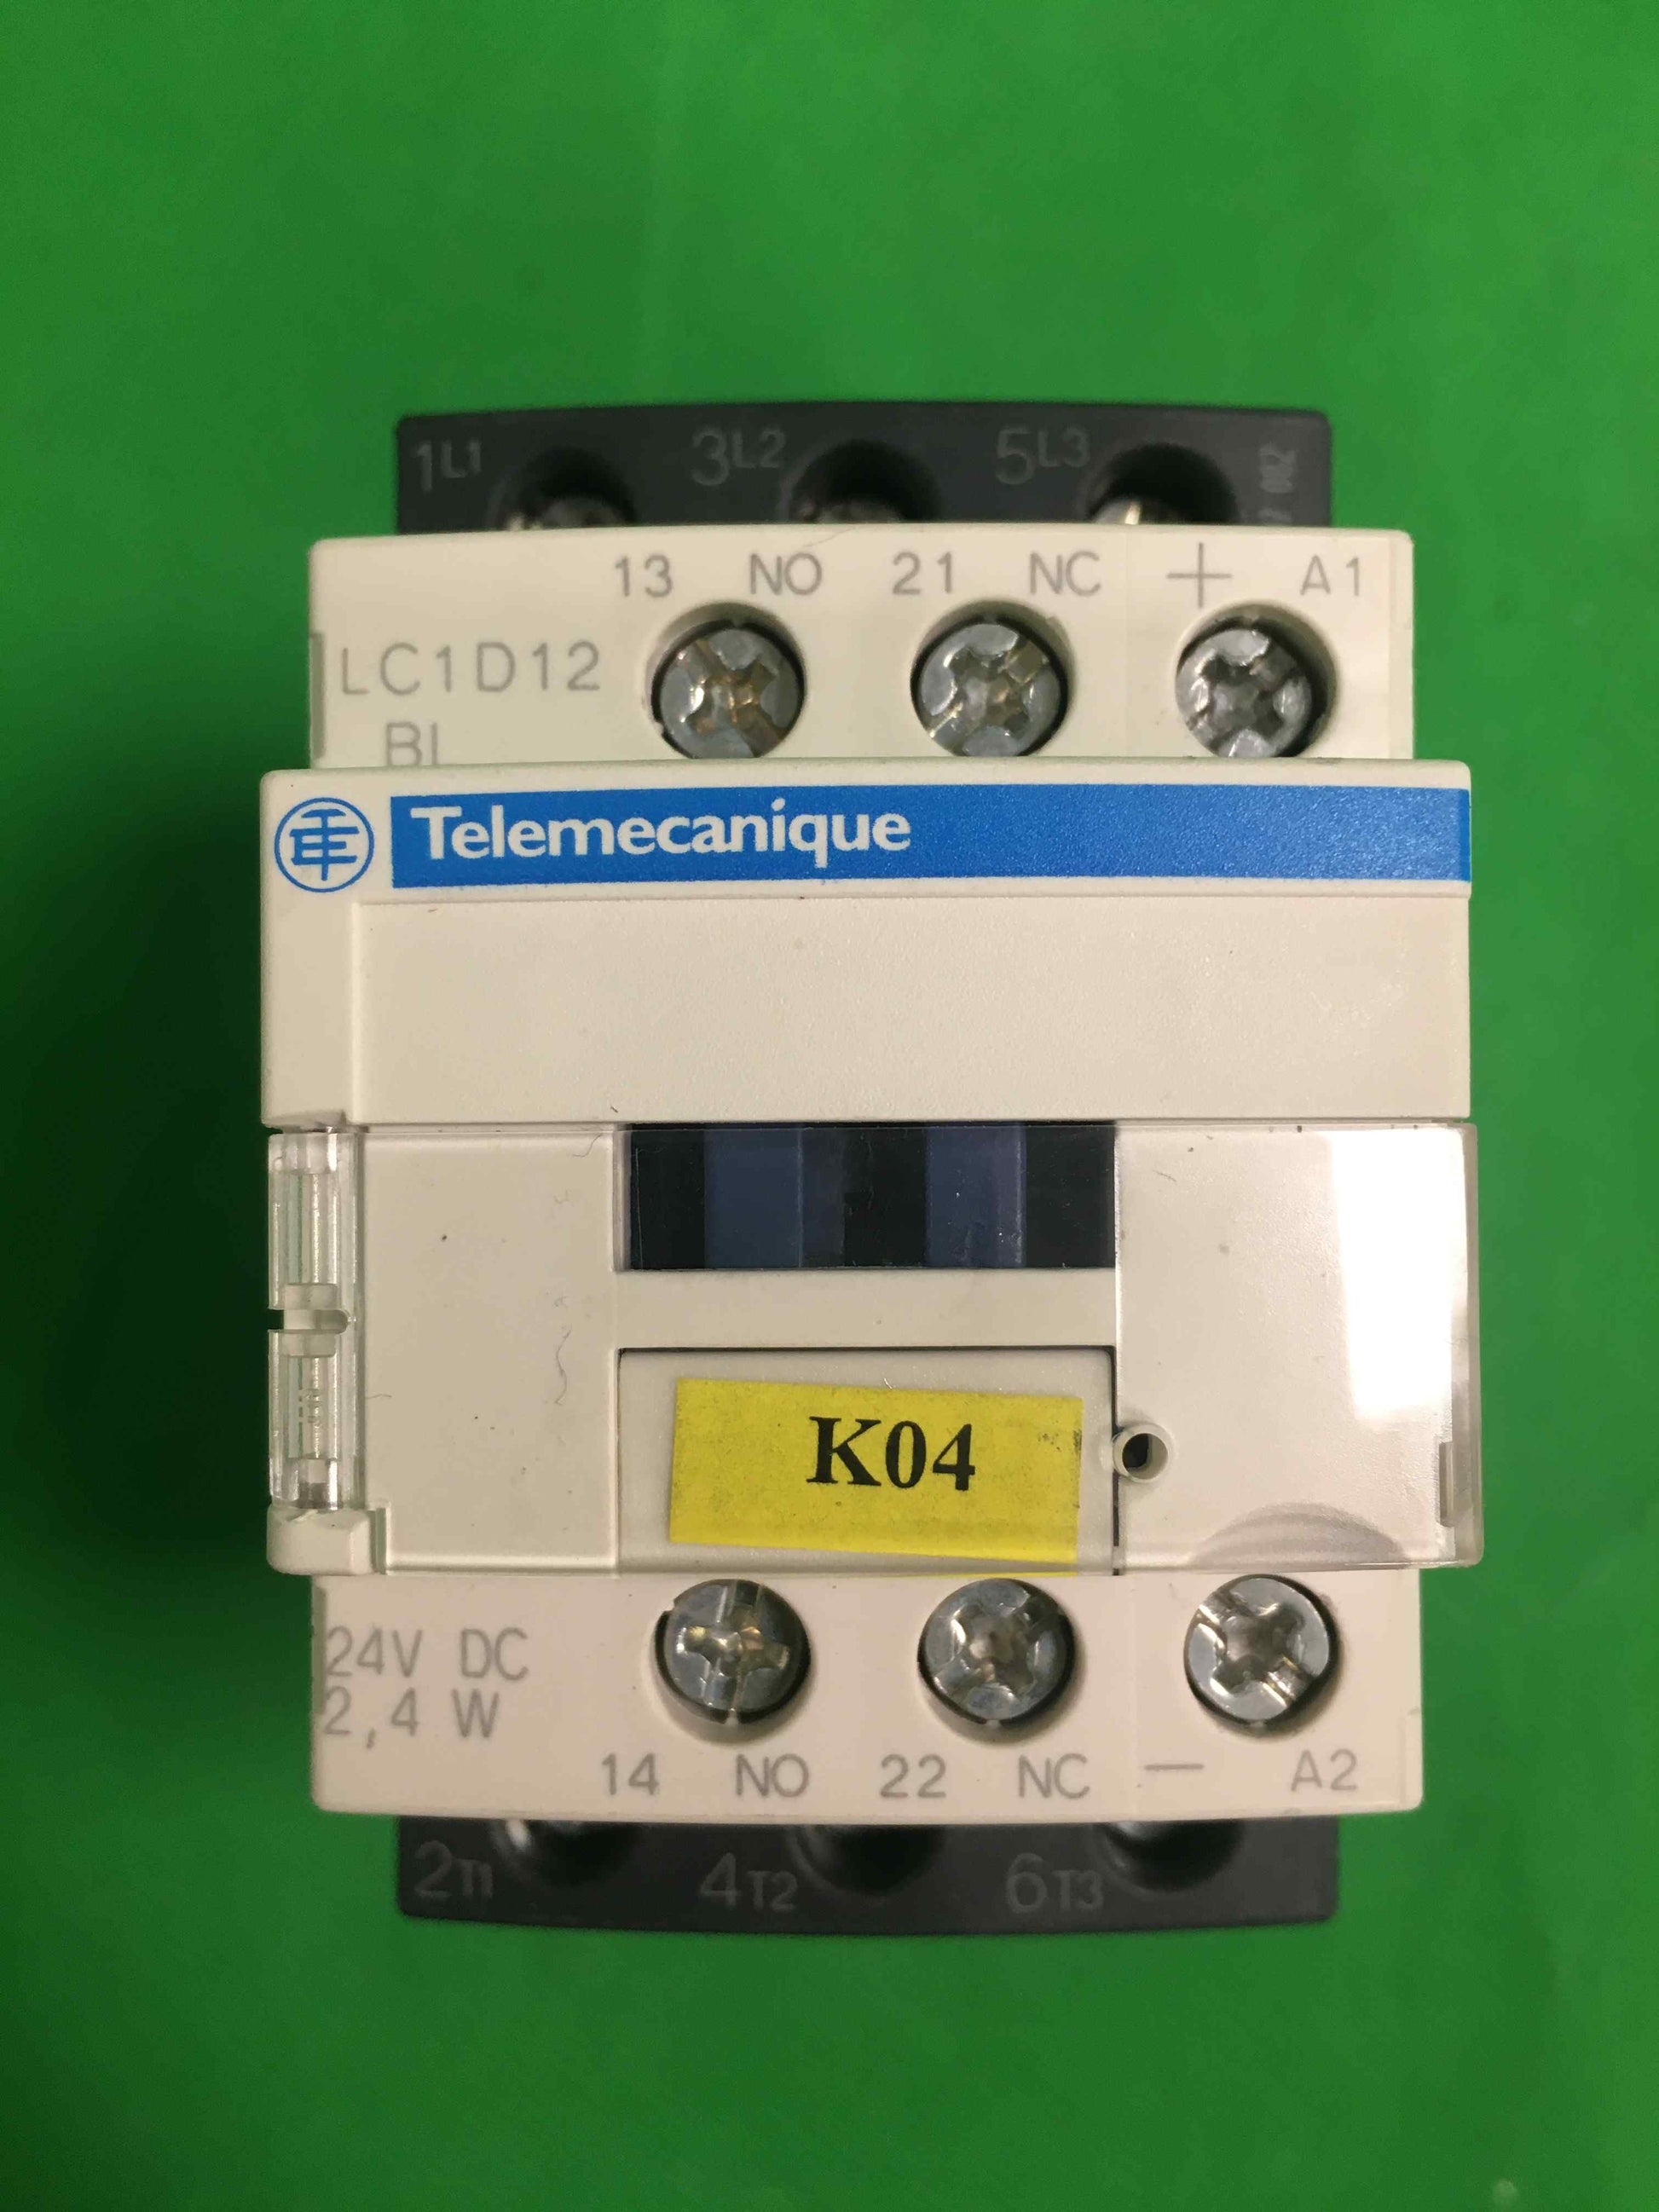 1L1 3L2 5L3
13 NO 21 NC + A1
LC1D12
BL
Telemecanique
K04
24V DC
2,4 W
14 NO 22 NC — A2
2T1 4T2 6T3